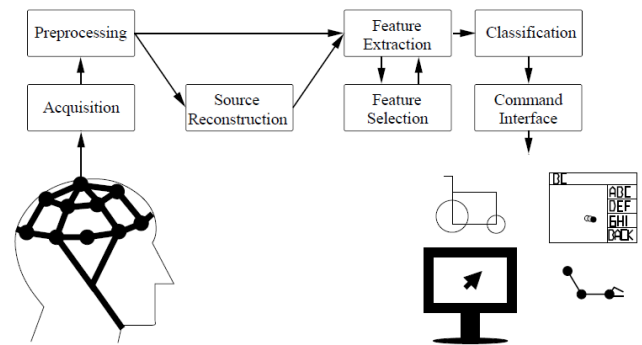 Preprocessing
Feature
Extraction
Classification
Acquisition
Source
Reconstruction
Feature
Selection
Command
Interface
BC
ABC
DEF
GHI
BACK